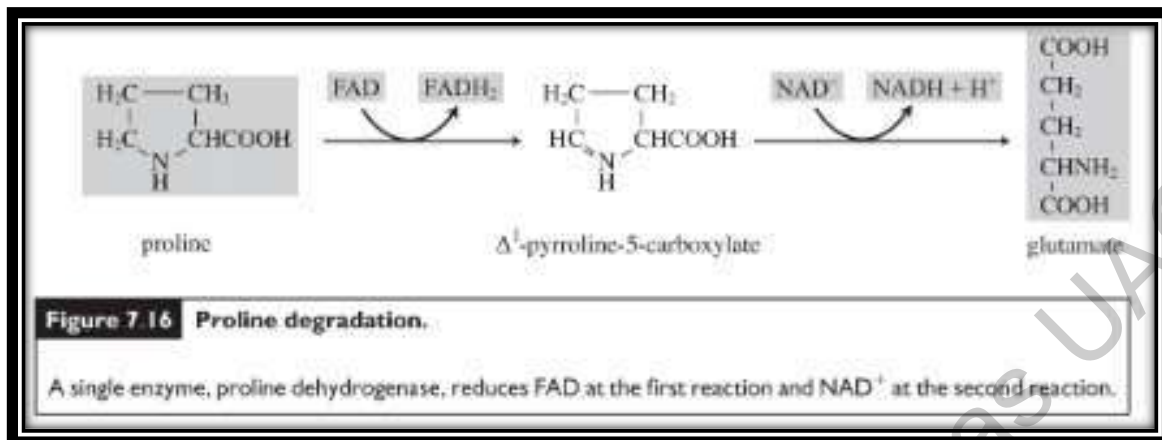 COOH
H₂C—CH₂ FAD FADH₂ H₂C—CH₂ NAD⁺ NADH + H⁺ CH₂
H₂C CHCOOH HC CHCOOH CH₂
N N CHNH₂
H H COOH
proline Δ¹-pyrroline-5-carboxylate glutamate
Figure 7.16 Proline degradation.
A single enzyme, proline dehydrogenase, reduces FAD at the first reaction and NAD⁺ at the second reaction.